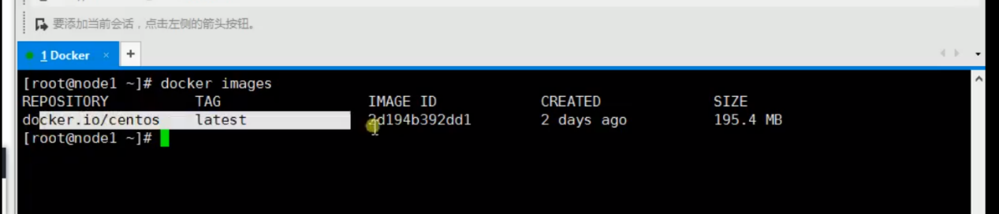 要添加当前会话，点击左侧的箭头按钮。
1 Docker × +
[root@node1 ~]# docker images
REPOSITORY TAG IMAGE ID CREATED SIZE
docker.io/centos latest 2d194b392dd1 2 days ago 195.4 MB
[root@node1 ~]#